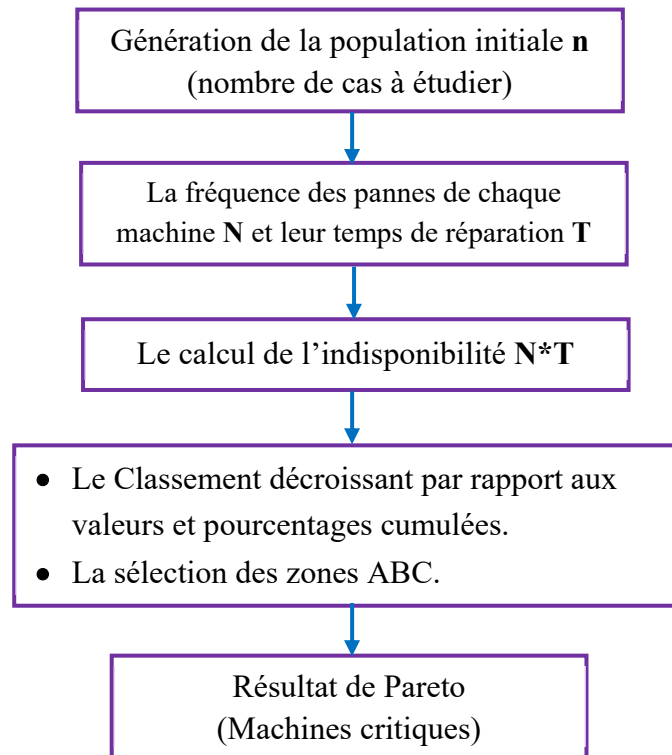 Génération de la population initiale n
(nombre de cas à étudier)
La fréquence des pannes de chaque
machine N et leur temps de réparation T
Le calcul de l’indisponibilité N*T
• Le Classement décroissant par rapport aux
valeurs et pourcentages cumulées.
• La sélection des zones ABC.
Résultat de Pareto
(Machines critiques)